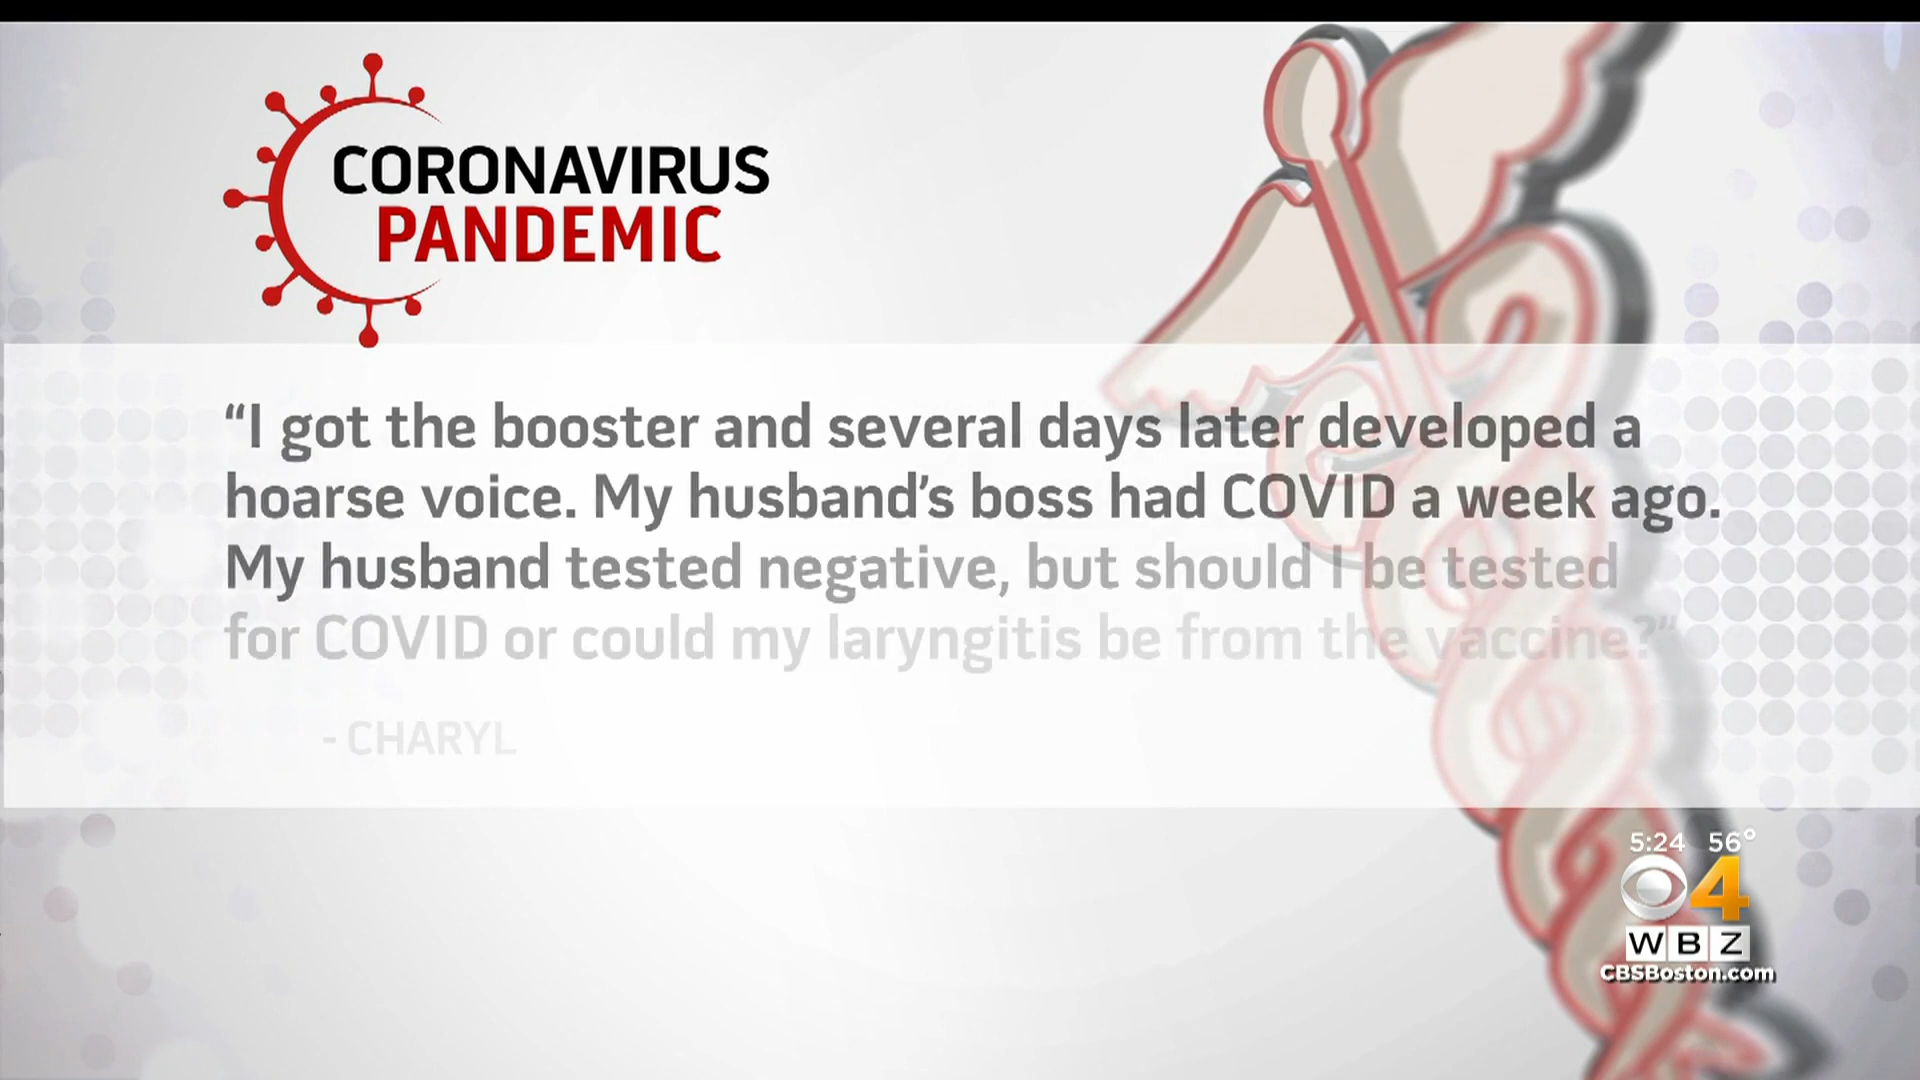 CORONAVIRUS
PANDEMIC
“I got the booster and several days later developed a
hoarse voice. My husband’s boss had COVID a week ago.
My husband tested negative, but should I be tested
for COVID or could my laryngitis be from the vaccine?”
- CHARYL
5:24 56°
4
WBZ
CBSBoston.com